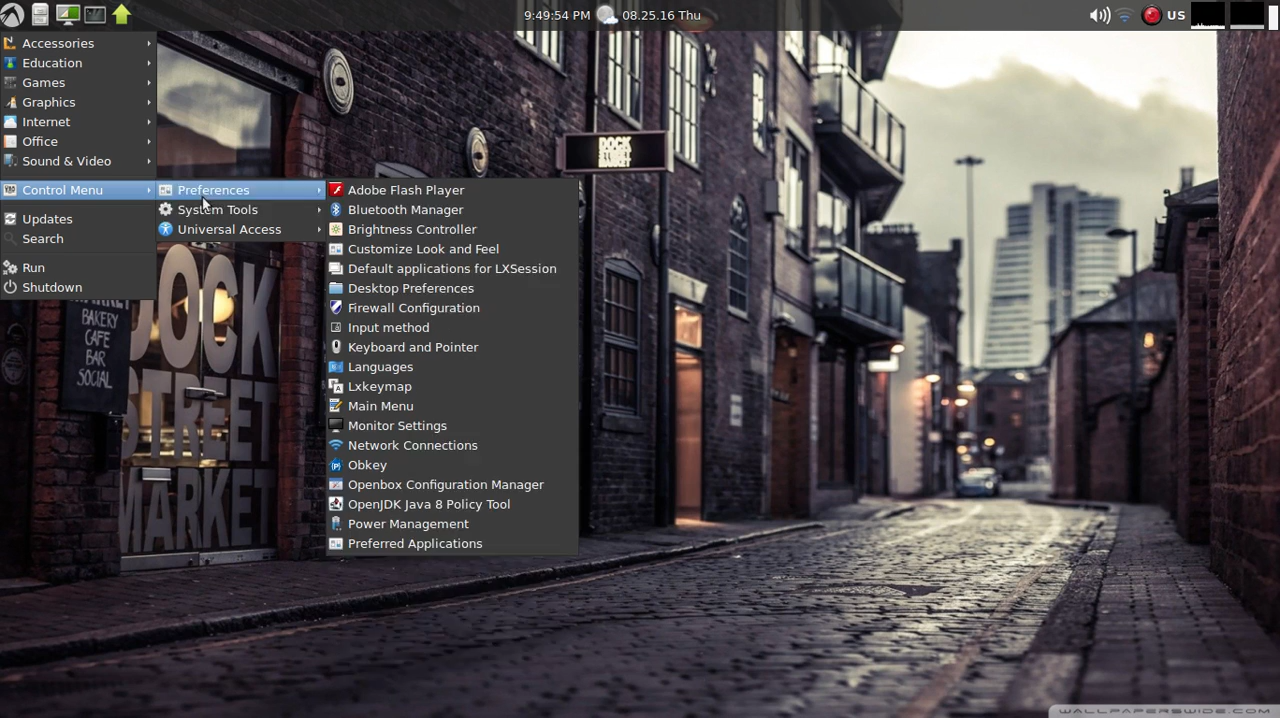 9:49:54 PM
08.25.16 Thu
US
Accessories
Education
Games
Graphics
Internet
Office
Sound & Video
Control Menu
Updates
Search
Run
Shutdown
Preferences
System Tools
Universal Access
Adobe Flash Player
Bluetooth Manager
Brightness Controller
Customize Look and Feel
Default applications for LXSession
Desktop Preferences
Firewall Configuration
Input method
Keyboard and Pointer
Languages
Lxkeymap
Main Menu
Monitor Settings
Network Connections
Obkey
Openbox Configuration Manager
OpenJDK Java 8 Policy Tool
Power Management
Preferred Applications
DOCK
STREET
MARKET
MARKET
BAKERY
CAFE
BAR
SOCIAL
DOCK
STREET
MARKET
WALLPAPERSWIDE.COM